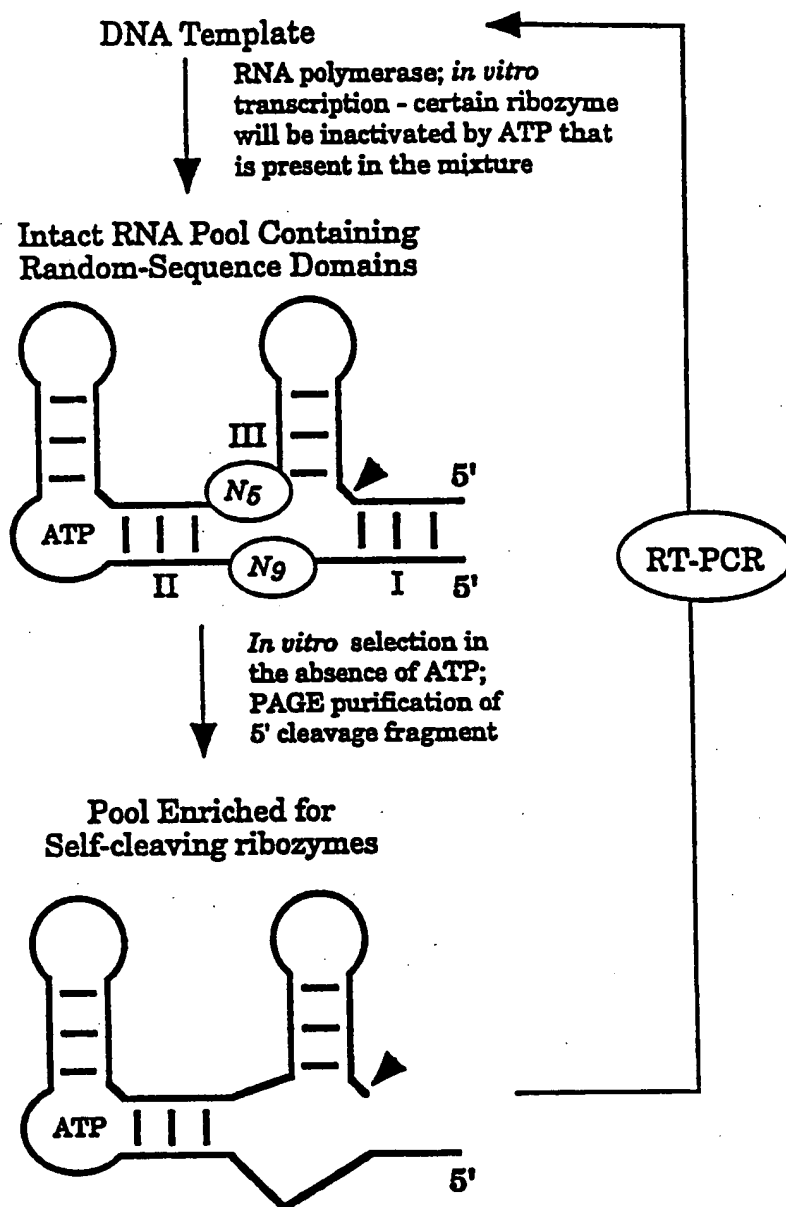 DNA Template
RNA polymerase; in vitro
transcription - certain ribozyme
will be inactivated by ATP that
is present in the mixture
Intact RNA Pool Containing
Random-Sequence Domains
III
5'
N5
ATP
N9
II
I
5'
RT-PCR
In vitro selection in
the absence of ATP;
PAGE purification of
5' cleavage fragment
Pool Enriched for
Self-cleaving ribozymes
ATP
5'